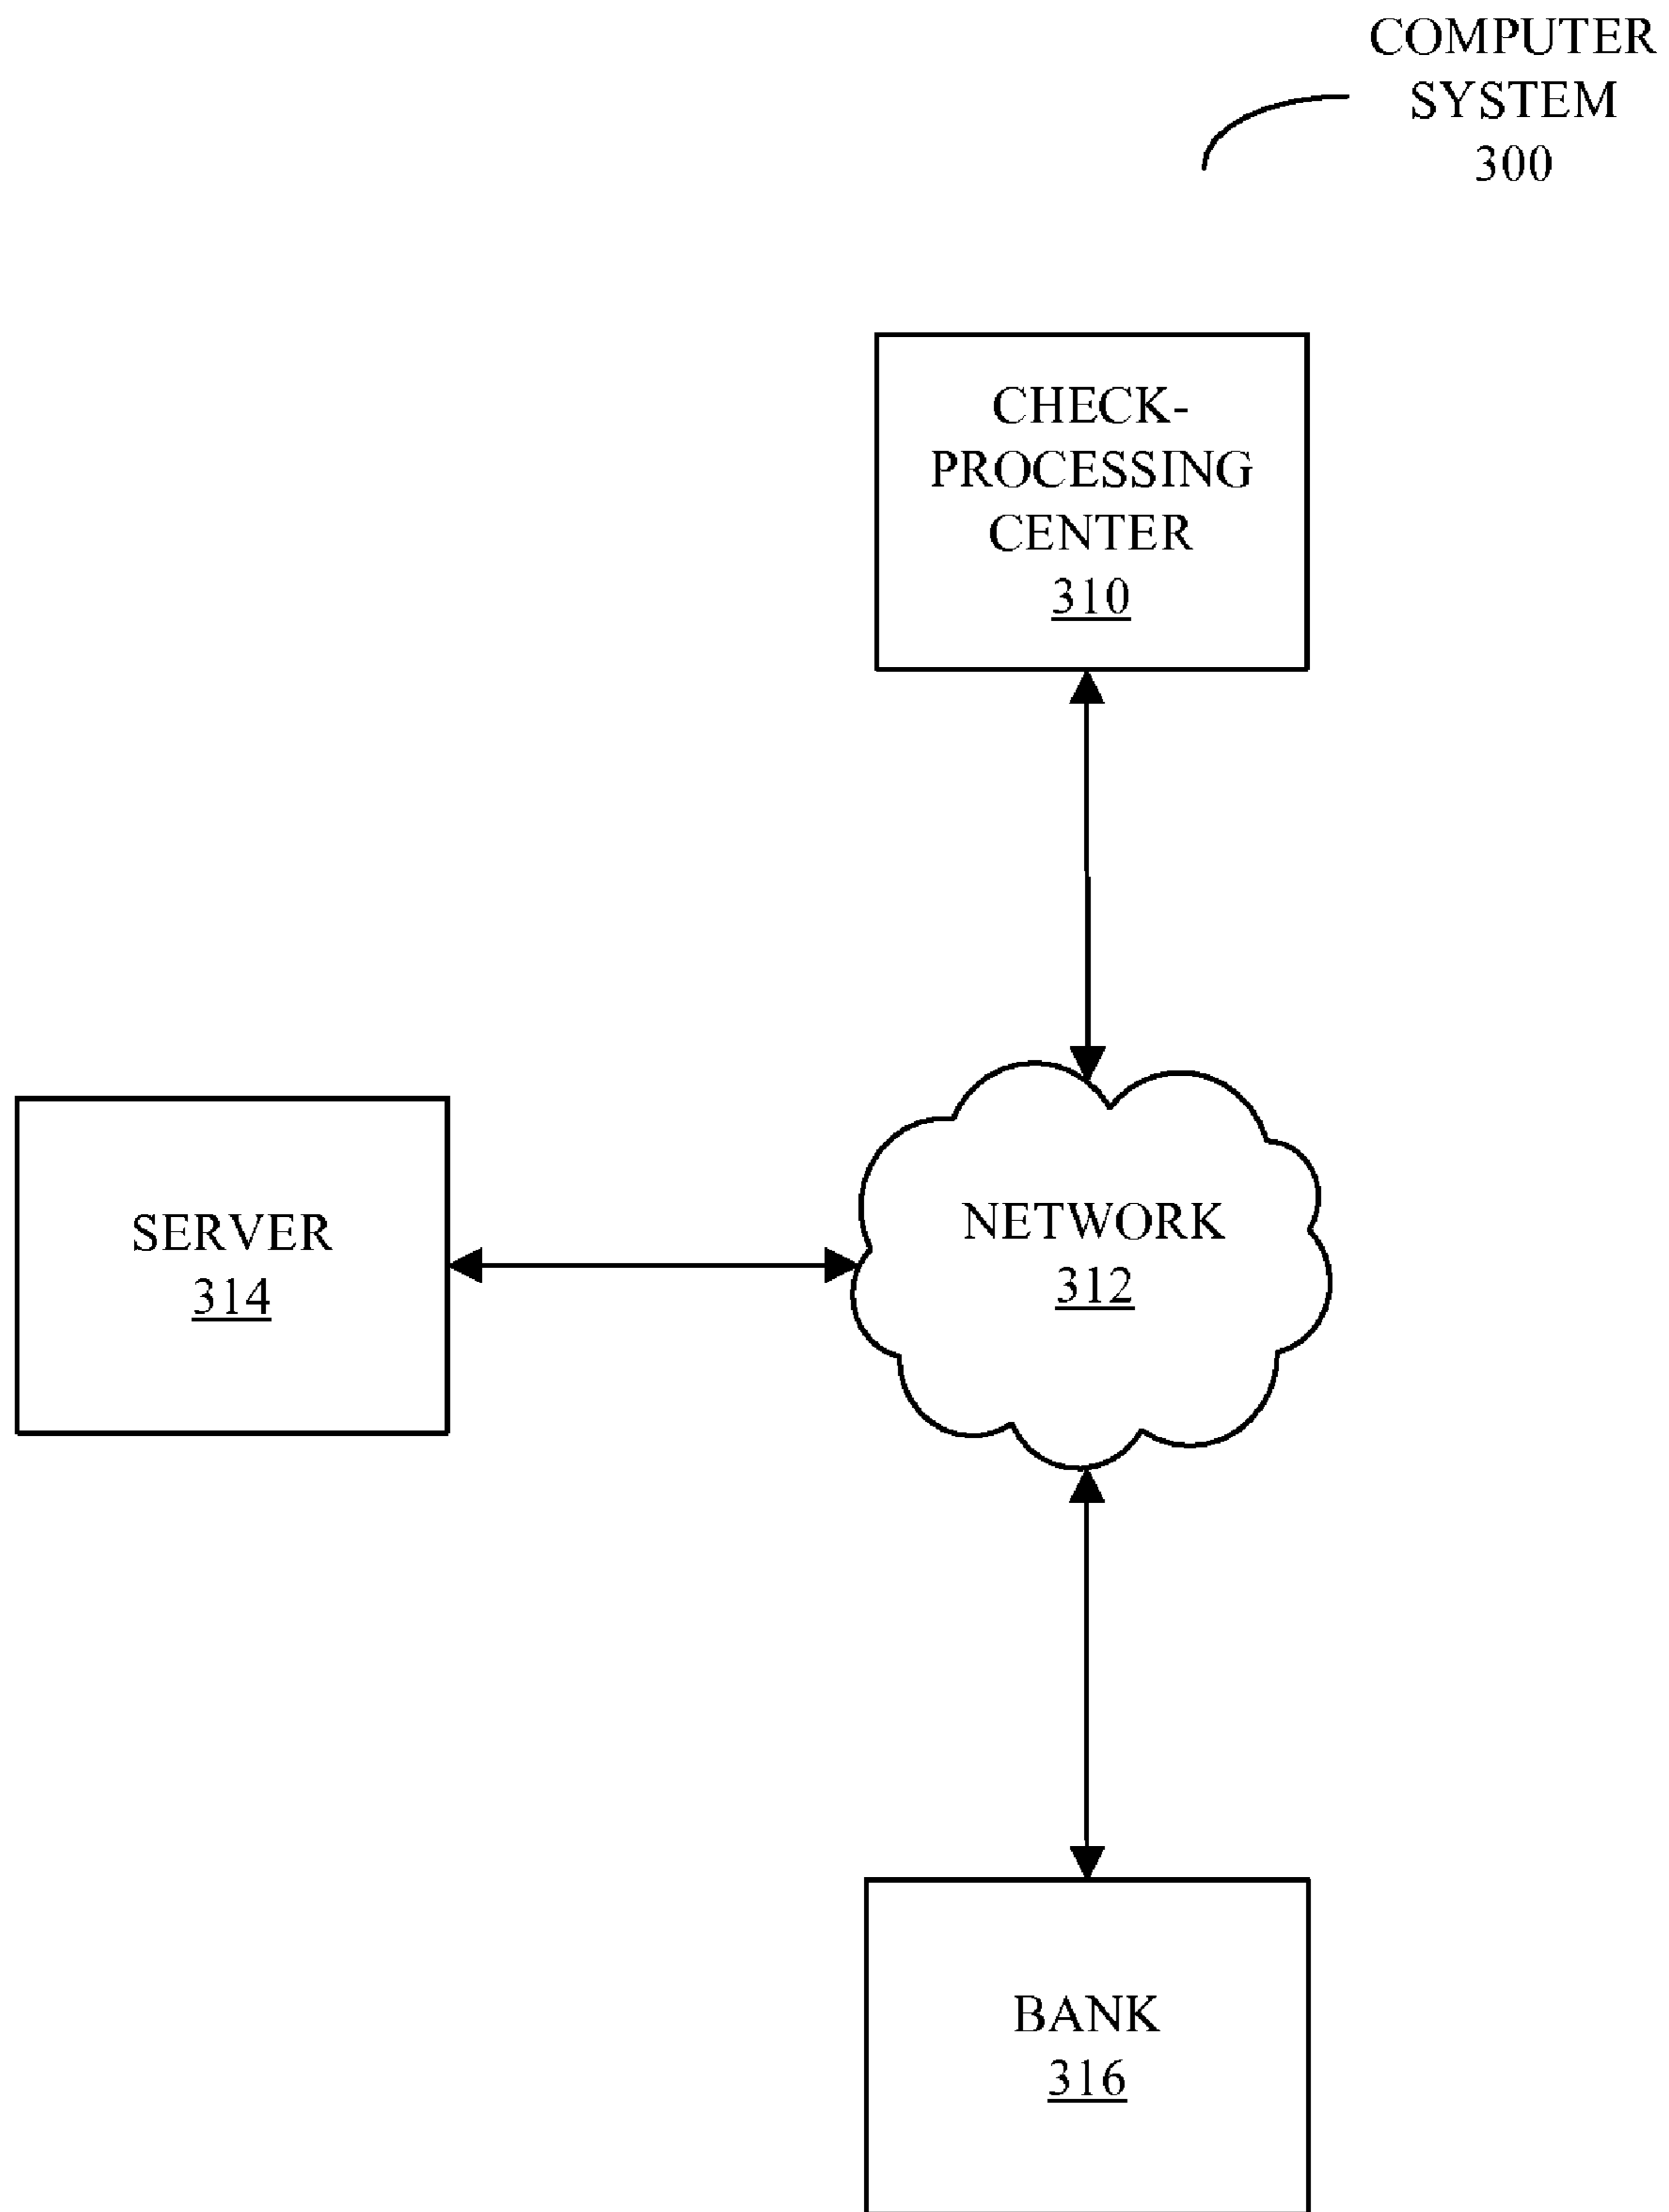 COMPUTER
SYSTEM
300
CHECK-
PROCESSING
CENTER
310
SERVER
314
NETWORK
312
BANK
316